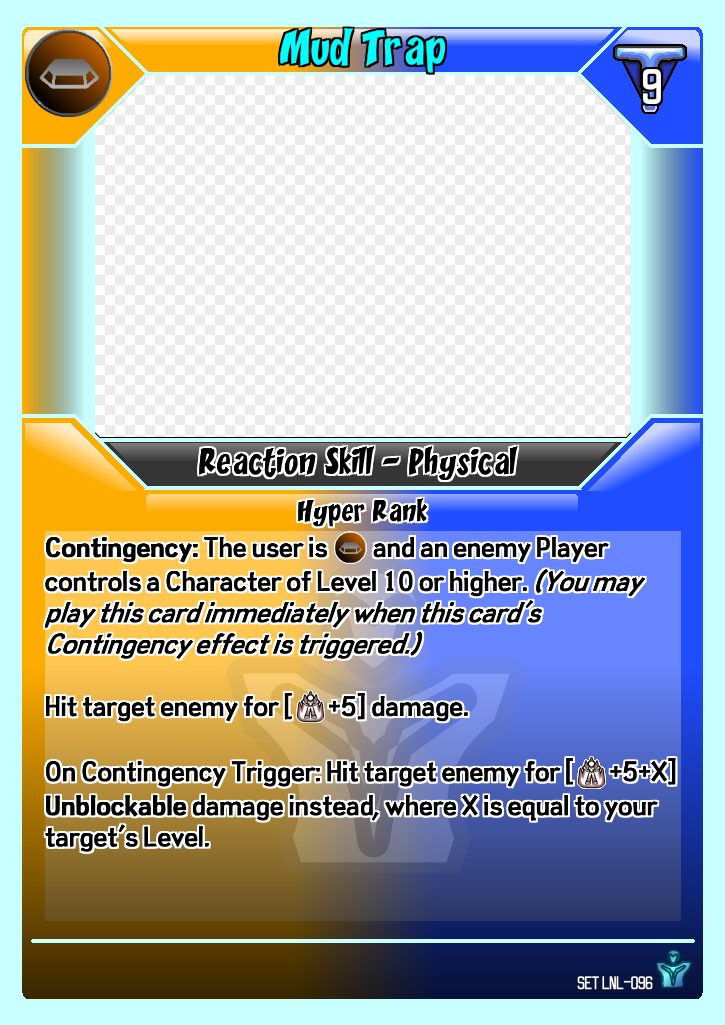 Mud Trap
9
Reaction Skill - Physical
Hyper Rank
Contingency: The user is and an enemy Player
controls a Character of Level 10 or higher. (You may
play this card immediately when this card's
Contingency effect is triggered.)
Hit target enemy for [ +5] damage.
On Contingency Trigger: Hit target enemy for [ +5+X]
Unblockable damage instead, where X is equal to your
target's Level.
SET LNL-096